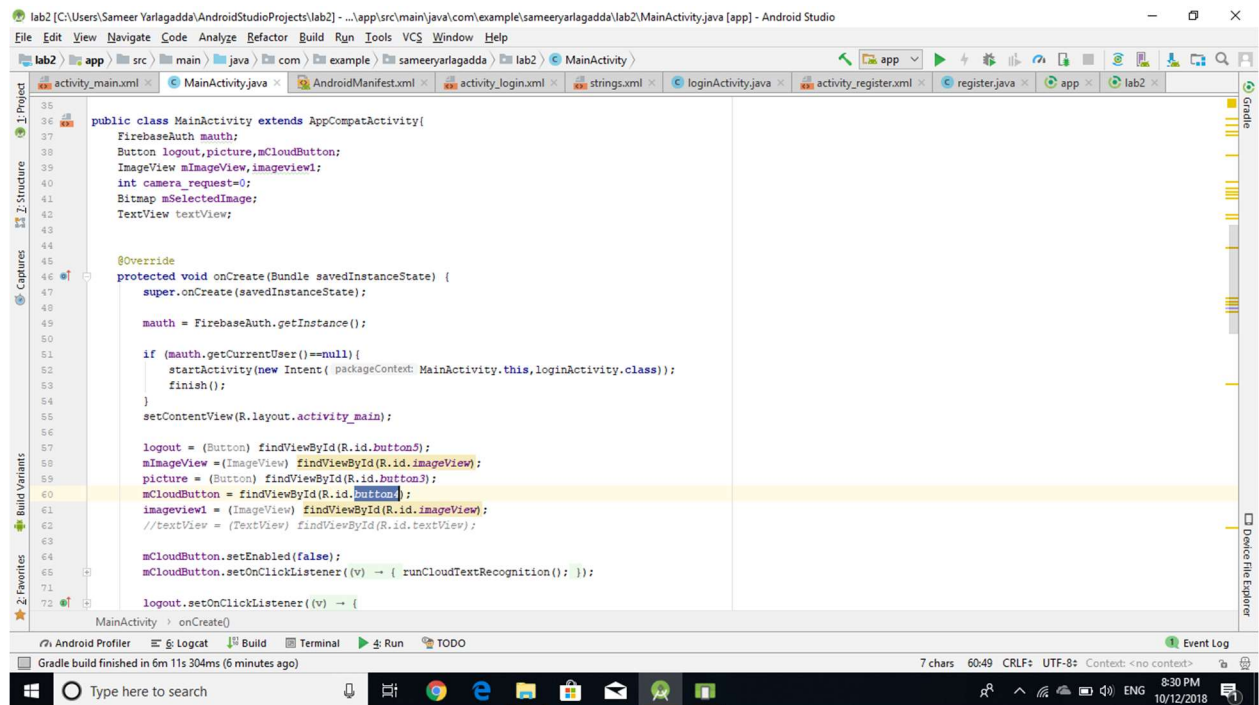 lab2 [C:\Users\Sameer Yarlagadda\AndroidStudioProjects\lab2] - ...\app\src\main\java\com\example\sameeryarlagadda\lab2\MainActivity.java [app] - Android Studio
File Edit View Navigate Code Analyze Refactor Build Run Tools VCS Window Help
lab2 app src main java com example sameeryarlagadda lab2 MainActivity app
activity_main.xml MainActivity.java AndroidManifest.xml activity_login.xml strings.xml loginActivity.java activity_register.xml register.java app lab2
1: Project
7: Structure
Captures
Build Variants
2: Favorites
35
36 public class MainActivity extends AppCompatActivity{
37 FirebaseAuth mauth;
38 Button logout,picture,mCloudButton;
39 ImageView mImageView,imageview1;
40 int camera_request=0;
41 Bitmap mSelectedImage;
42 TextView textView;
43
44
45 @Override
46 protected void onCreate(Bundle savedInstanceState) {
47 super.onCreate(savedInstanceState);
48
49 mauth = FirebaseAuth.getInstance();
50
51 if (mauth.getCurrentUser()==null){
52 startActivity(new Intent( packageContext: MainActivity.this,loginActivity.class));
53 finish();
54 }
55 setContentView(R.layout.activity_main);
56
57 logout = (Button) findViewById(R.id.button5);
58 mImageView =(ImageView) findViewById(R.id.imageView);
59 picture = (Button) findViewById(R.id.button3);
60 mCloudButton = findViewById(R.id.button4);
61 imageview1 = (ImageView) findViewById(R.id.imageView);
62 //textView = (TextView) findViewById(R.id.textView);
63
64 mCloudButton.setEnabled(false);
65 mCloudButton.setOnClickListener((v) → { runCloudTextRecognition(); });
71
72 logout.setOnClickListener((v) → {
Gradle
Device File Explorer
MainActivity › onCreate()
Android Profiler 6: Logcat Build Terminal 4: Run TODO 1 Event Log
Gradle build finished in 6m 11s 304ms (6 minutes ago) 7 chars 60:49 CRLF UTF-8 Context: <no context>
Type here to search ENG 8:30 PM
10/12/2018 1